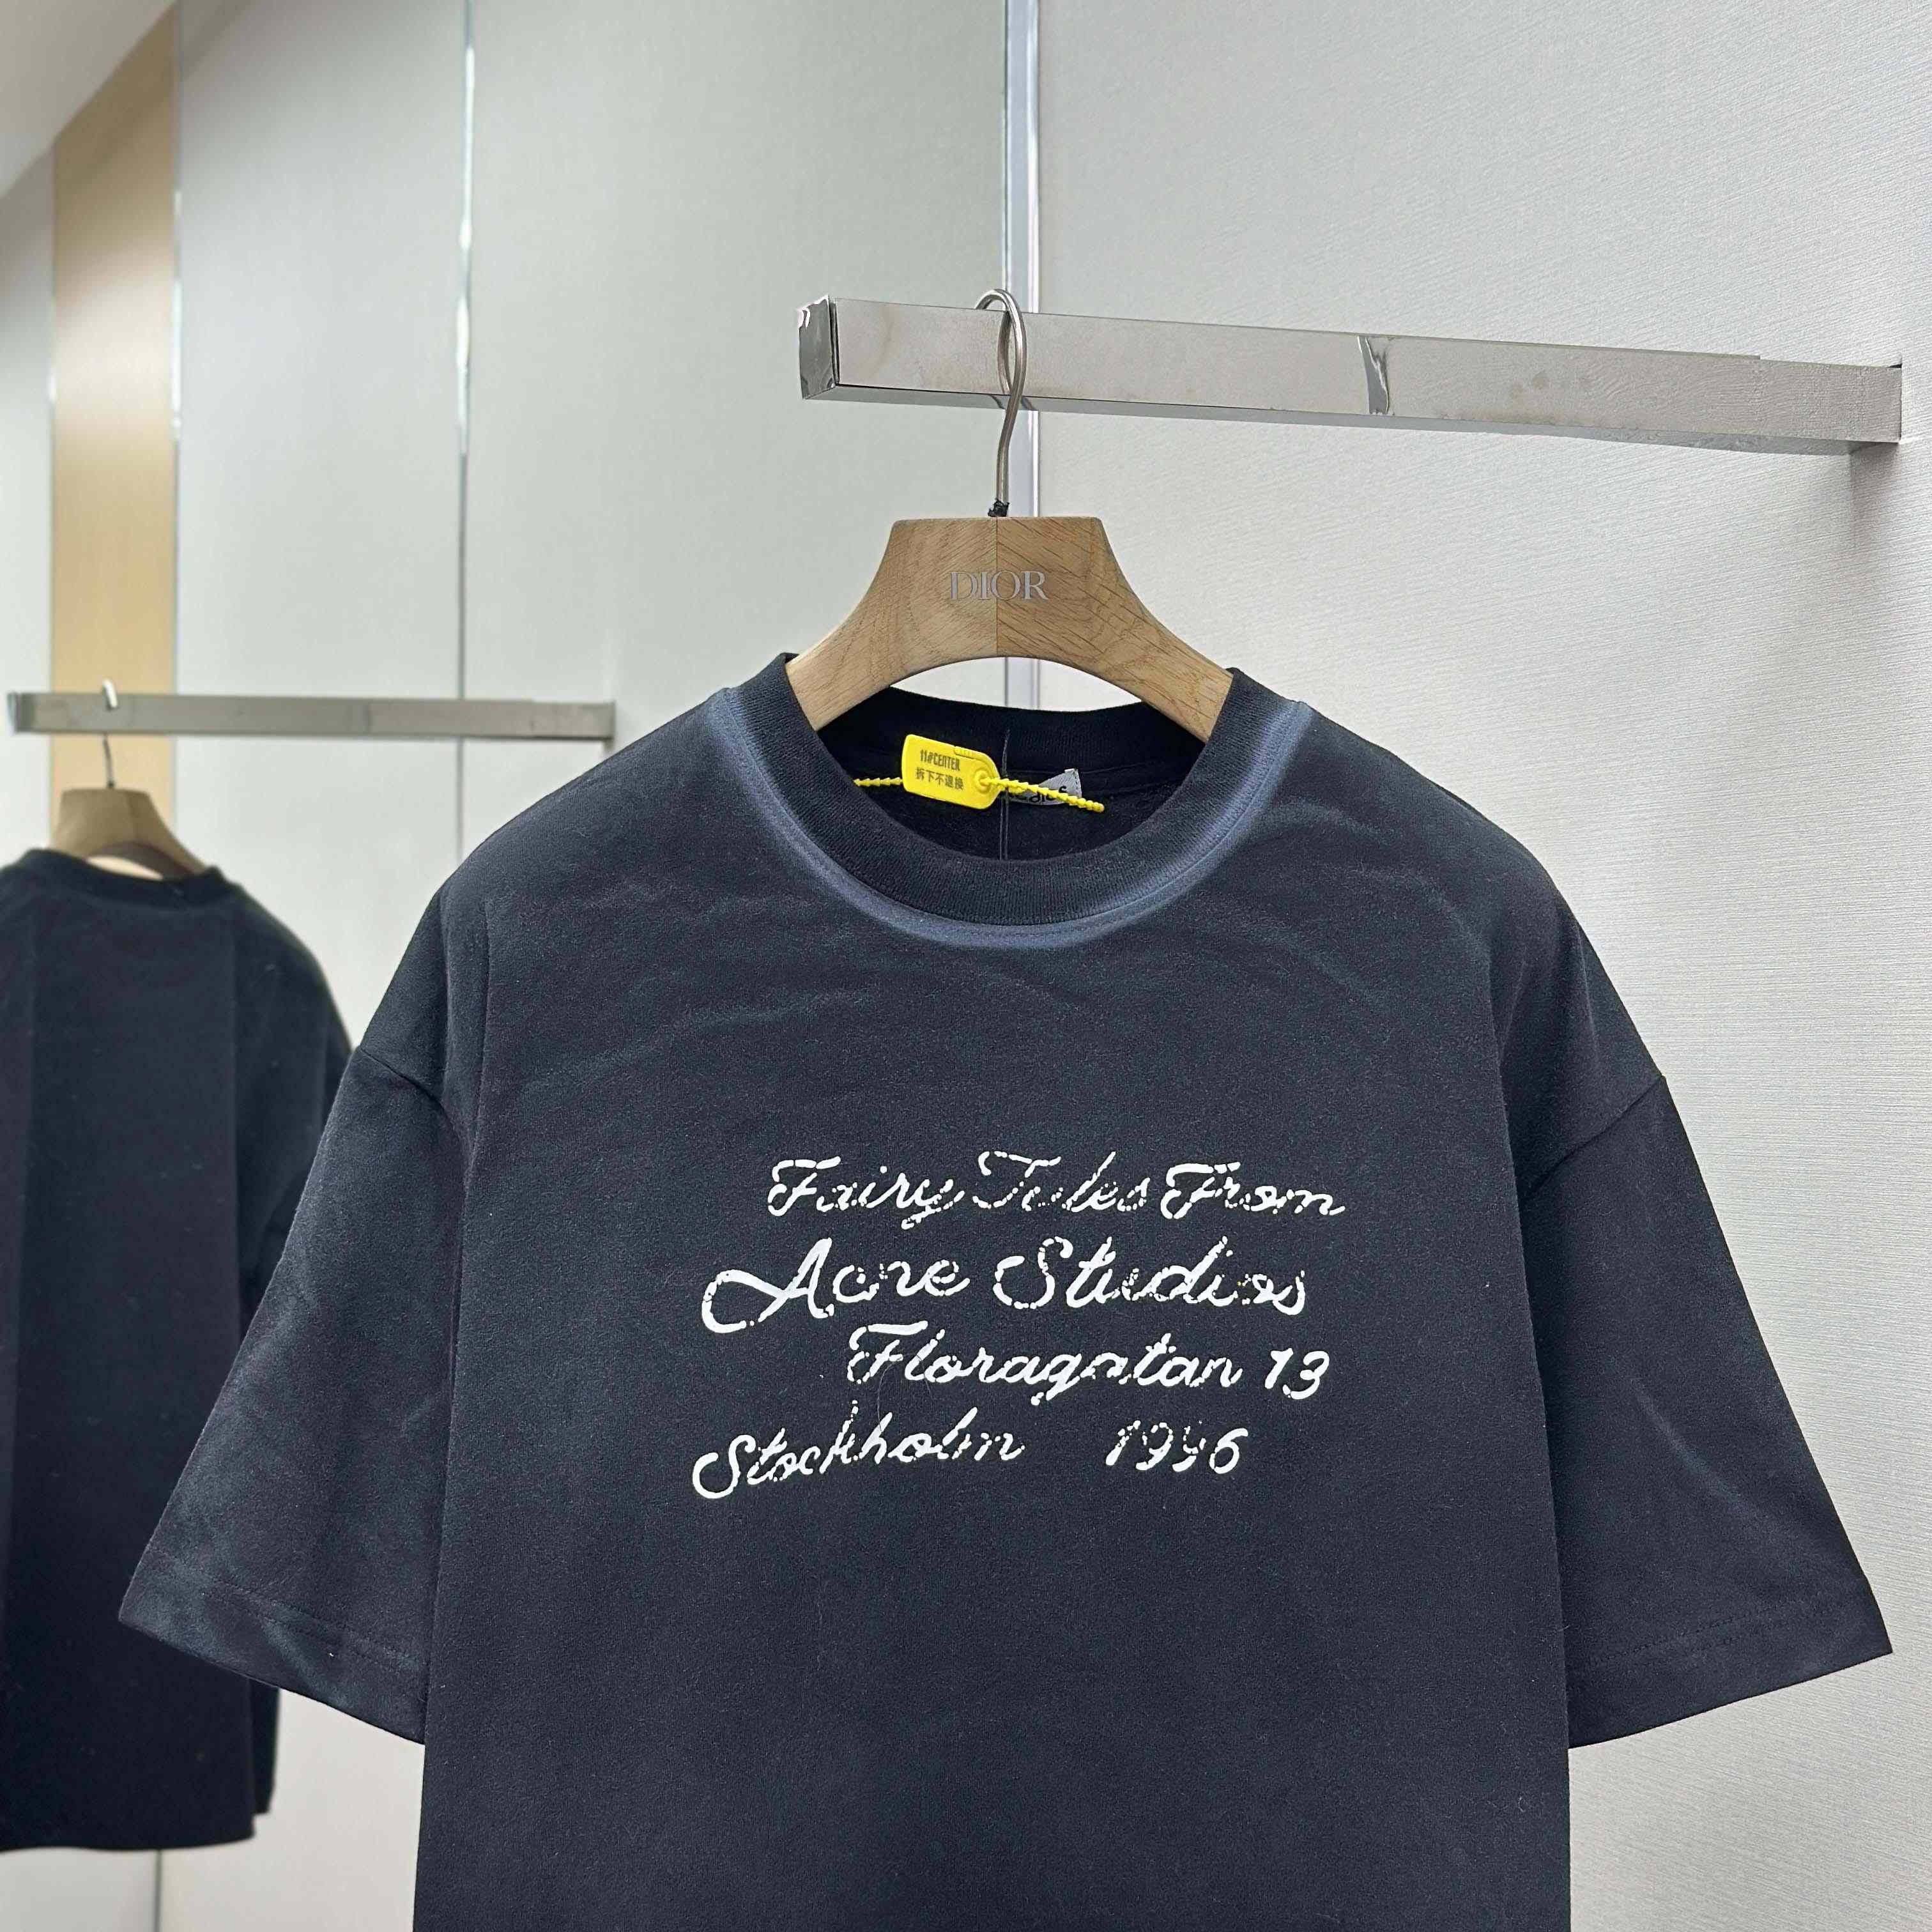 DIOR
11#CENTER
拆下不退换
Fairy Tales From
Acne Studios
Floragatan 13
Stockholm 1996